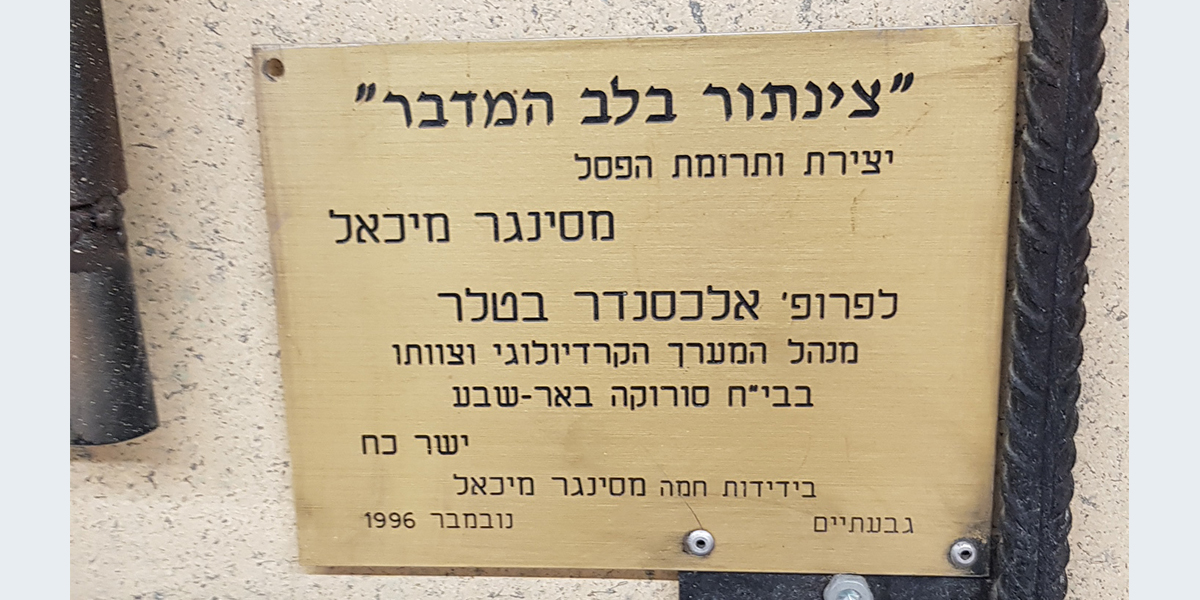 "צינתור בלב המדבר"
יצירת ותרומת הפסל
מסינגר מיכאל
לפרופ' אלכסנדר בטלר
מנהל המערך הקרדיולוגי וצוותו
בבי"ח סורוקה באר-שבע
ישר כח
בידידות חמה מסינגר מיכאל
גבעתיים נובמבר 1996